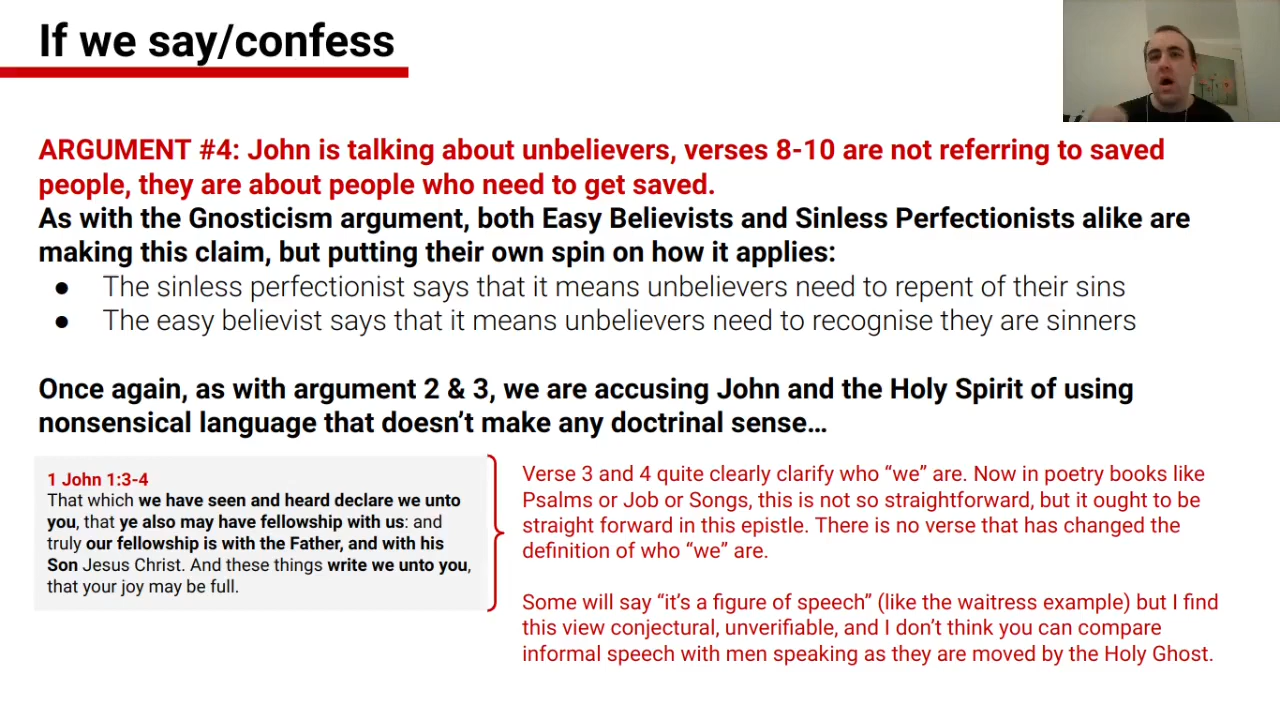 If we say/confess
ARGUMENT #4: John is talking about unbelievers, verses 8-10 are not referring to saved
people, they are about people who need to get saved.
As with the Gnosticism argument, both Easy Believists and Sinless Perfectionists alike are
making this claim, but putting their own spin on how it applies:
● The sinless perfectionist says that it means unbelievers need to repent of their sins
● The easy believist says that it means unbelievers need to recognise they are sinners
Once again, as with argument 2 & 3, we are accusing John and the Holy Spirit of using
nonsensical language that doesn’t make any doctrinal sense…
1 John 1:3-4
That which we have seen and heard declare we unto
you, that ye also may have fellowship with us: and
truly our fellowship is with the Father, and with his
Son Jesus Christ. And these things write we unto you,
that your joy may be full.
Verse 3 and 4 quite clearly clarify who “we” are. Now in poetry books like
Psalms or Job or Songs, this is not so straightforward, but it ought to be
straight forward in this epistle. There is no verse that has changed the
definition of who “we” are.
Some will say “it’s a figure of speech” (like the waitress example) but I find
this view conjectural, unverifiable, and I don’t think you can compare
informal speech with men speaking as they are moved by the Holy Ghost.